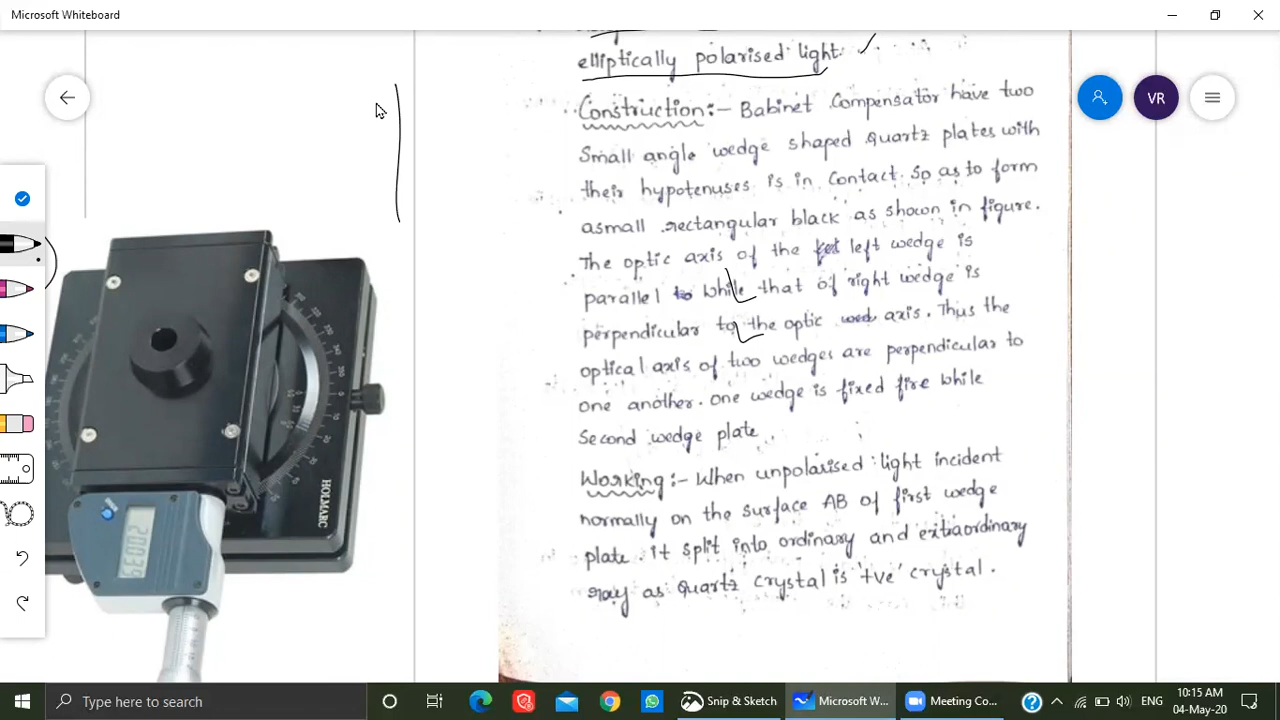 Microsoft Whiteboard
elliptically polarised light.
Construction:- Babinet Compensator have two
small angle wedge shaped quartz plates with
their hypotenuses is in contact so as to form
a small rectangular black as shown in figure.
The optic axis of the left wedge is
parallel to while that of right wedge is
perpendicular to the optic axis. Thus the
optical axis of two wedges are perpendicular to
one another. One wedge is fixed fire while
Second wedge plate
Working:- When unpolarised light incident
normally on the surface AB of first wedge
plate. it split into ordinary and extraordinary
ray as quartz crystal is '+ve' crystal.
VR
HOLMARC
Type here to search
Snip & Sketch
Microsoft W...
Meeting Co...
ENG
10:15 AM
04-May-20